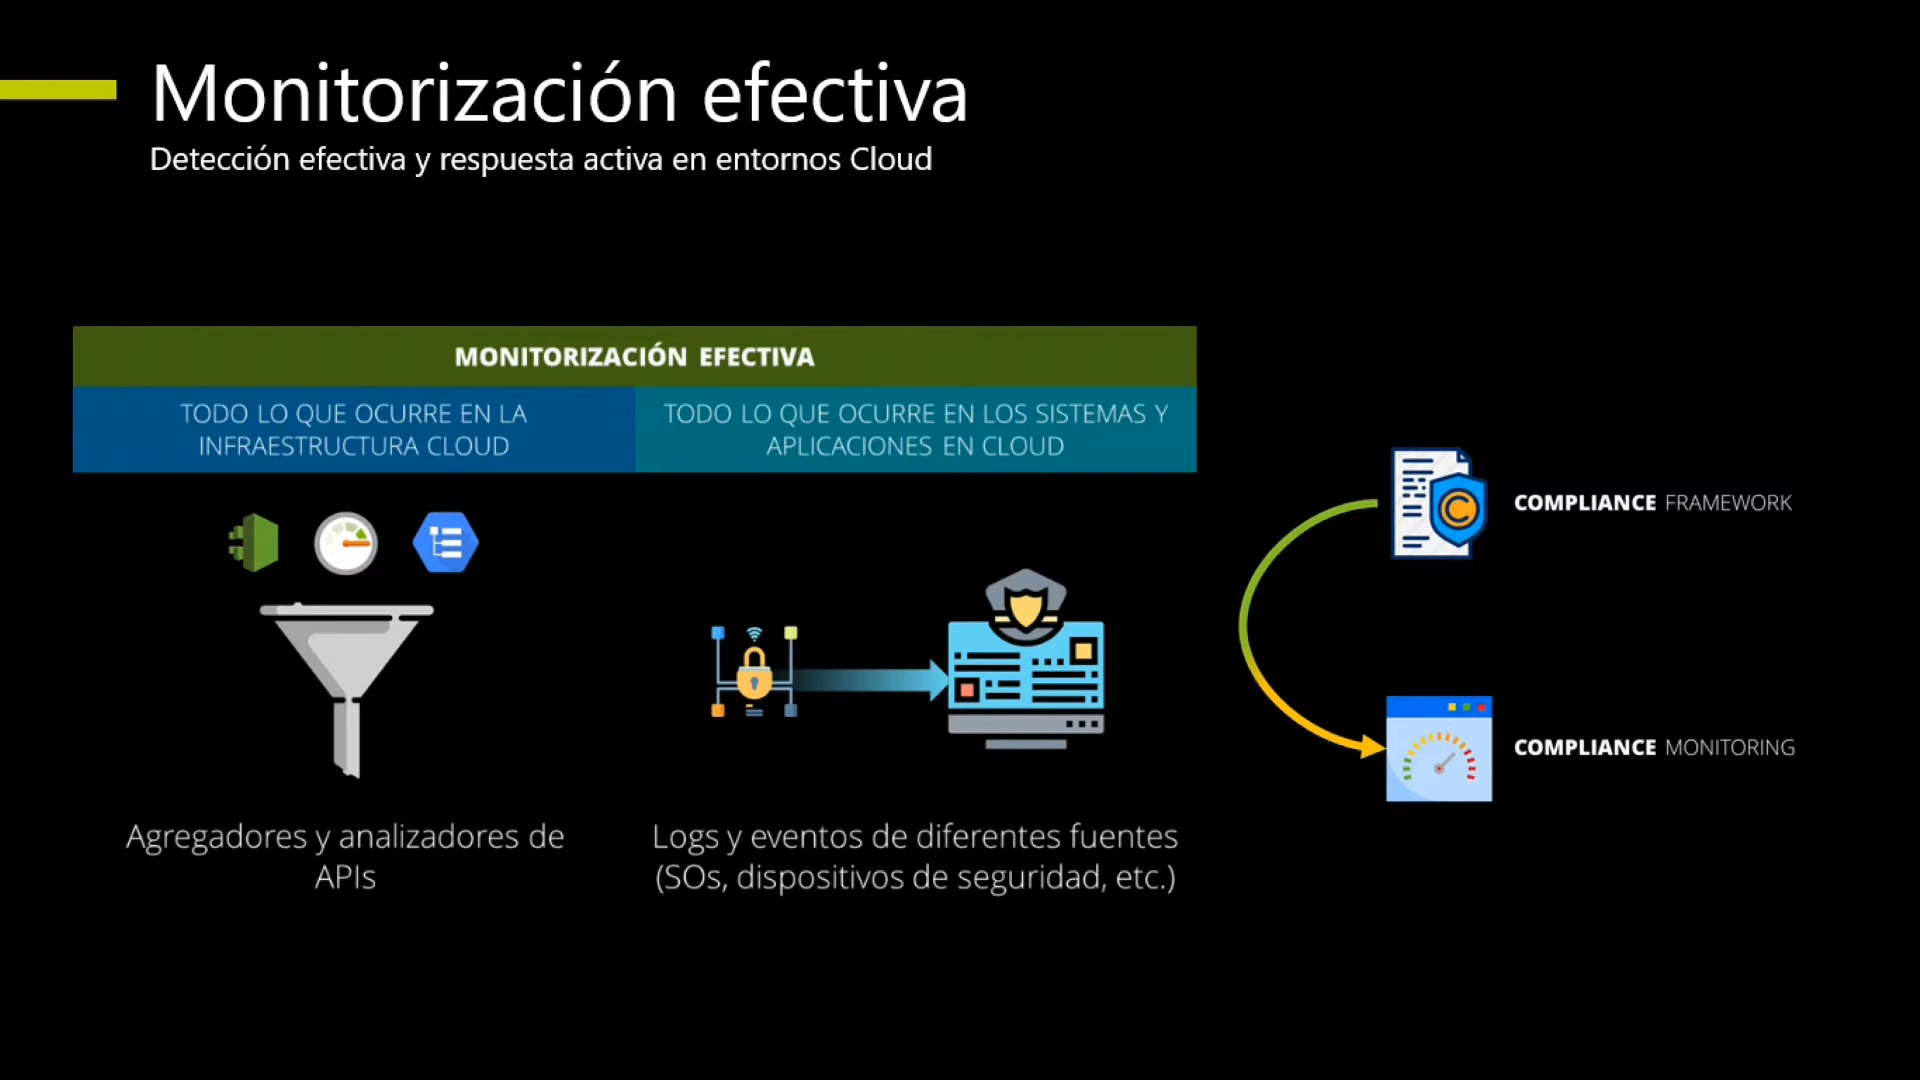 Monitorización efectiva
Detección efectiva y respuesta activa en entornos Cloud
MONITORIZACIÓN EFECTIVA
TODO LO QUE OCURRE EN LA
INFRAESTRUCTURA CLOUD
TODO LO QUE OCURRE EN LOS SISTEMAS Y
APLICACIONES EN CLOUD
Agregadores y analizadores de
APIs
Logs y eventos de diferentes fuentes
(SOs, dispositivos de seguridad, etc.)
COMPLIANCE FRAMEWORK
COMPLIANCE MONITORING